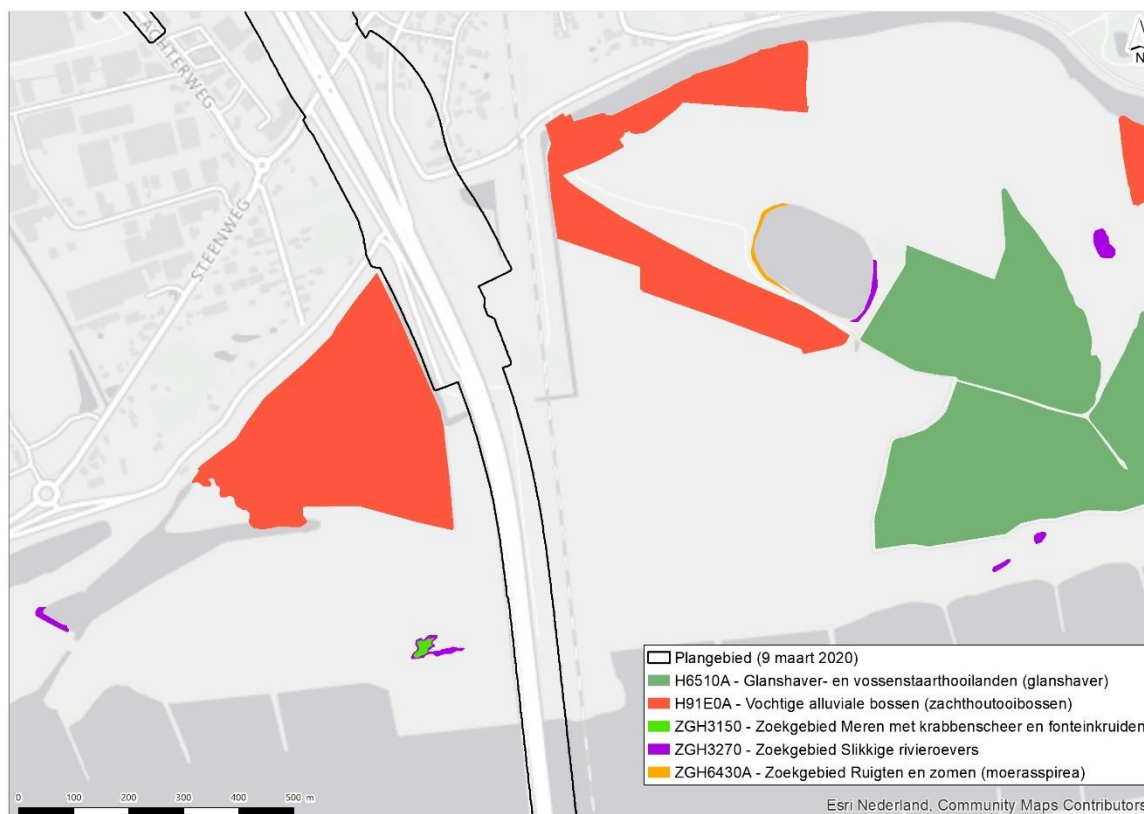 ACHTERWEG
STEENWEG
N
Plangebied (9 maart 2020)
H6510A - Glanshaver- en vossenstaarthooilanden (glanshaver)
H91E0A - Vochtige alluviale bossen (zachthoutooibossen)
ZGH3150 - Zoekgebied Meren met krabbenscheer en fonteinkruiden
ZGH3270 - Zoekgebied Slikkige rivieroevers
ZGH6430A - Zoekgebied Ruigten en zomen (moerasspirea)
0 100 200 300 400 500 m
Esri Nederland, Community Maps Contributors